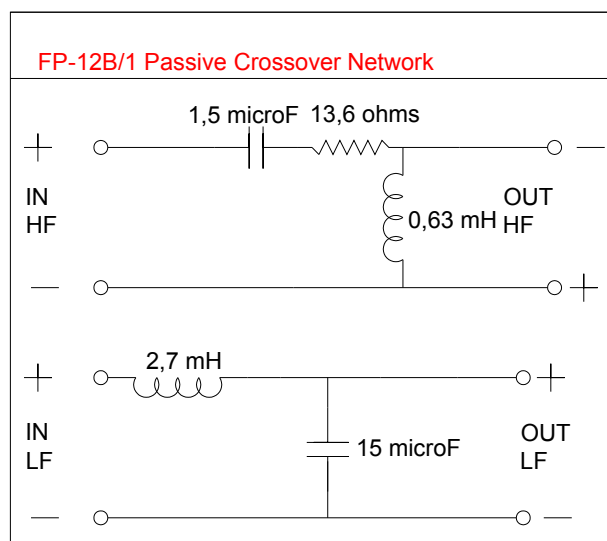 FP-12B/1 Passive Crossover Network
1,5 microF 13,6 ohms
+ −
IN OUT
HF HF
0,63 mH
− +
2,7 mH
+ +
IN OUT
LF LF
15 microF
− −